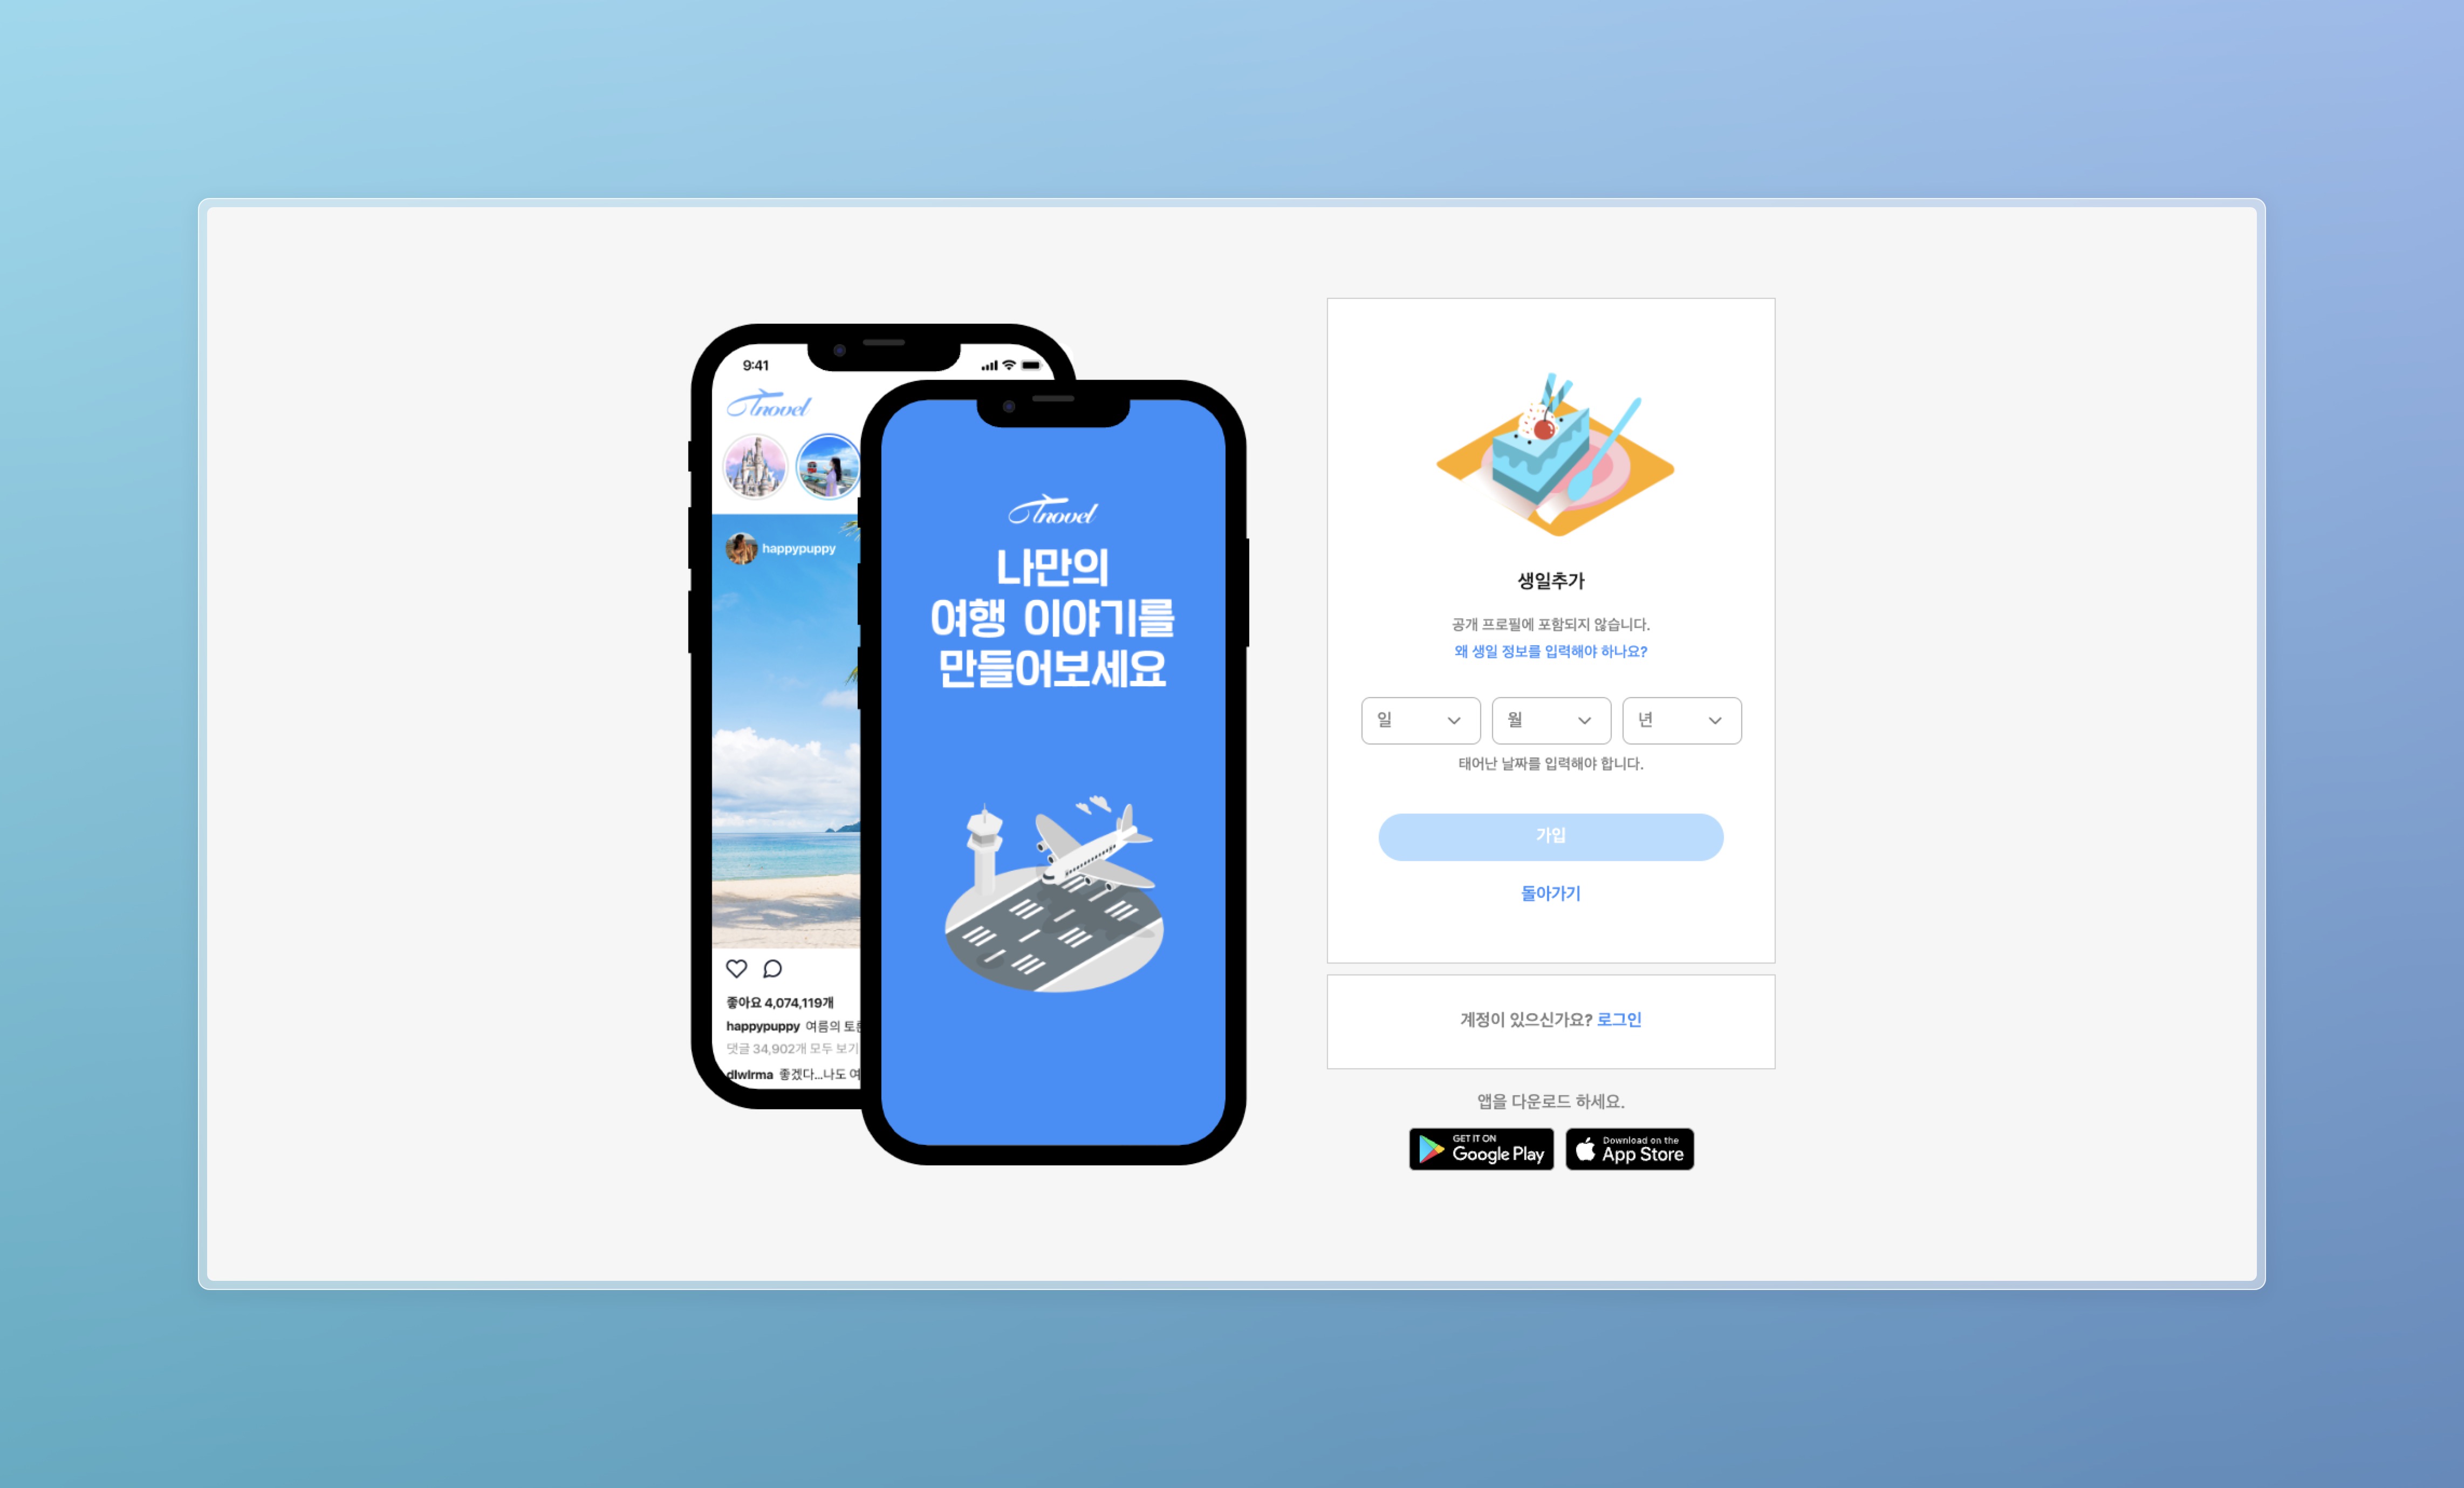 9:41
Tnovel
happypuppy
좋아요 4,074,119개
happypuppy 여름의
댓글 34,902개 모두 보기
dlwlrma 좋겠다...나도
Tnovel
나만의
여행 이야기를
만들어보세요
생일추가
공개 프로필에 포함되지 않습니다.
왜 생일 정보를 입력해야 하나요?
일 월 년
태어난 날짜를 입력해야 합니다.
가입
돌아가기
계정이 있으신가요? 로그인
앱을 다운로드 하세요.
GET IT ON
Google Play
Download on the
App Store